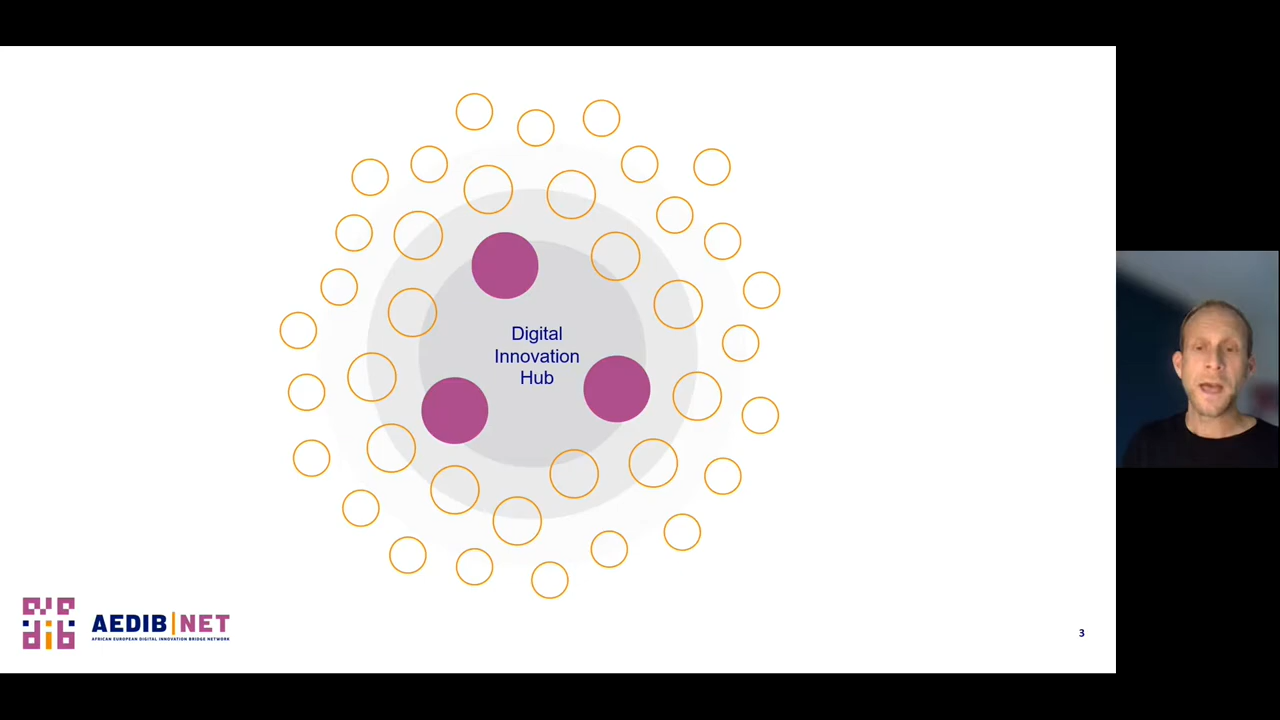 Digital
Innovation
Hub
AEDIB|NET
AFRICAN EUROPEAN DIGITAL INNOVATION BRIDGE NETWORK
3